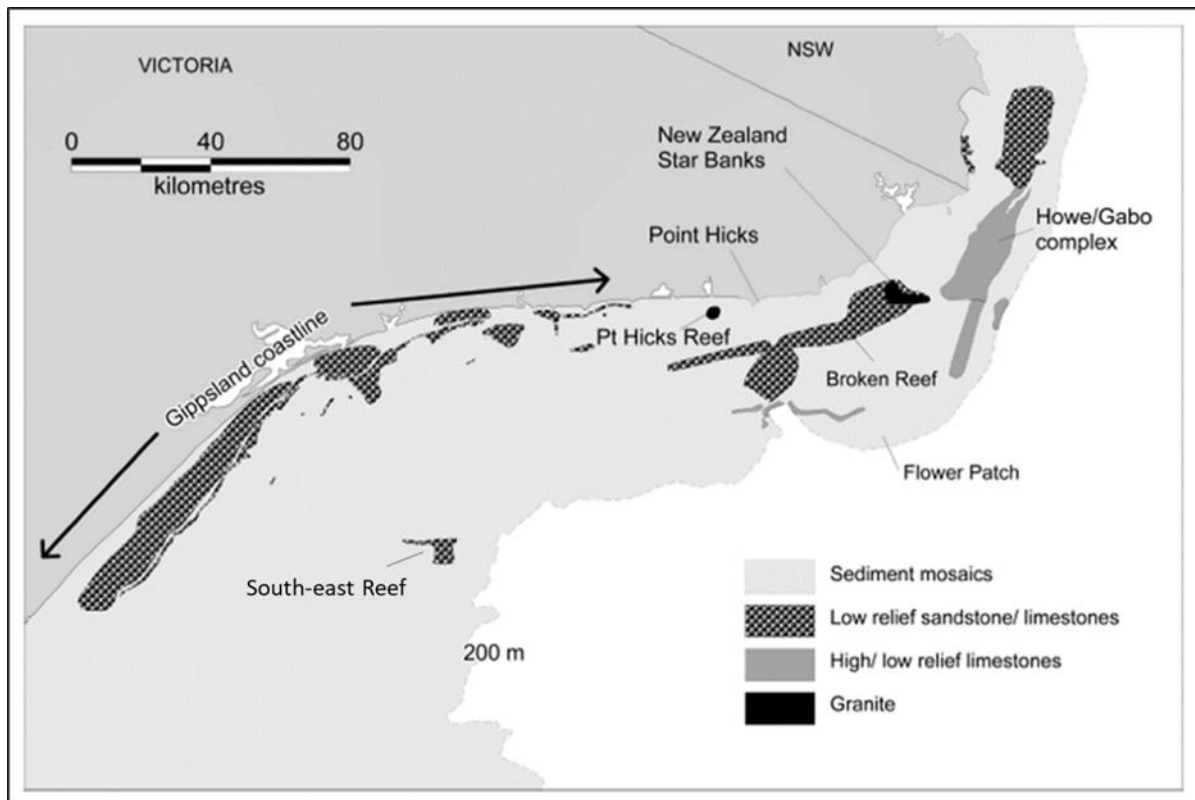 VICTORIA
NSW
0 40 80
kilometres
New Zealand
Star Banks
Howe/Gabo
complex
Point Hicks
Gippsland coastline
Pt Hicks Reef
Broken Reef
Flower Patch
South-east Reef
200 m
Sediment mosaics
Low relief sandstone/ limestones
High/ low relief limestones
Granite